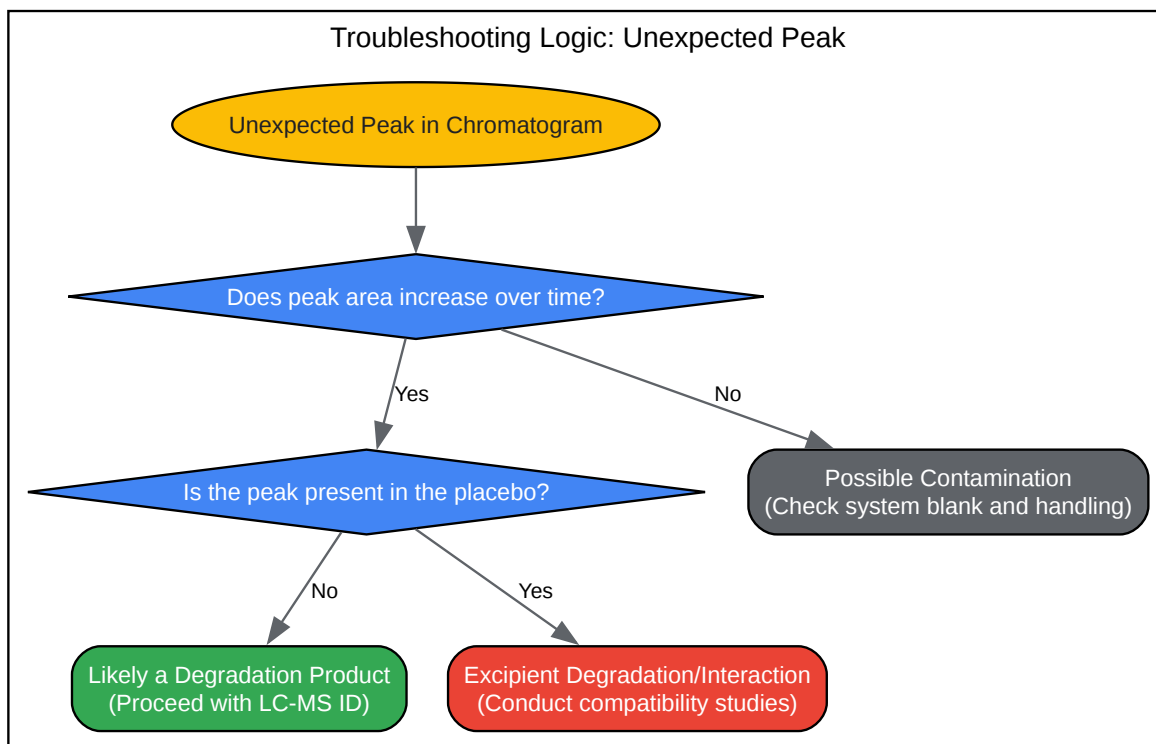 Troubleshooting Logic: Unexpected Peak
Unexpected Peak in Chromatogram
Does peak area increase over time?
Yes
No
Is the peak present in the placebo?
Possible Contamination
(Check system blank and handling)
No
Yes
Likely a Degradation Product
(Proceed with LC-MS ID)
Excipient Degradation/Interaction
(Conduct compatibility studies)